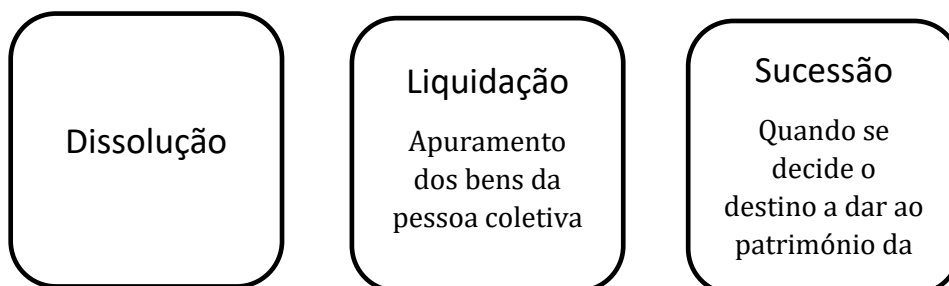 Dissolução
Liquidação
Apuramento
dos bens da
pessoa coletiva
Sucessão
Quando se
decide o
destino a dar ao
património da